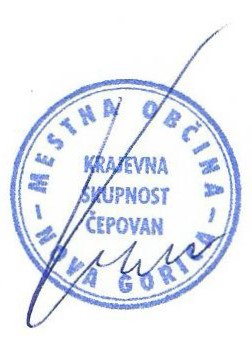 MESTNA OBČINA
KRAJEVNA
SKUPNOST
ČEPOVAN
– NOVA GORICA –